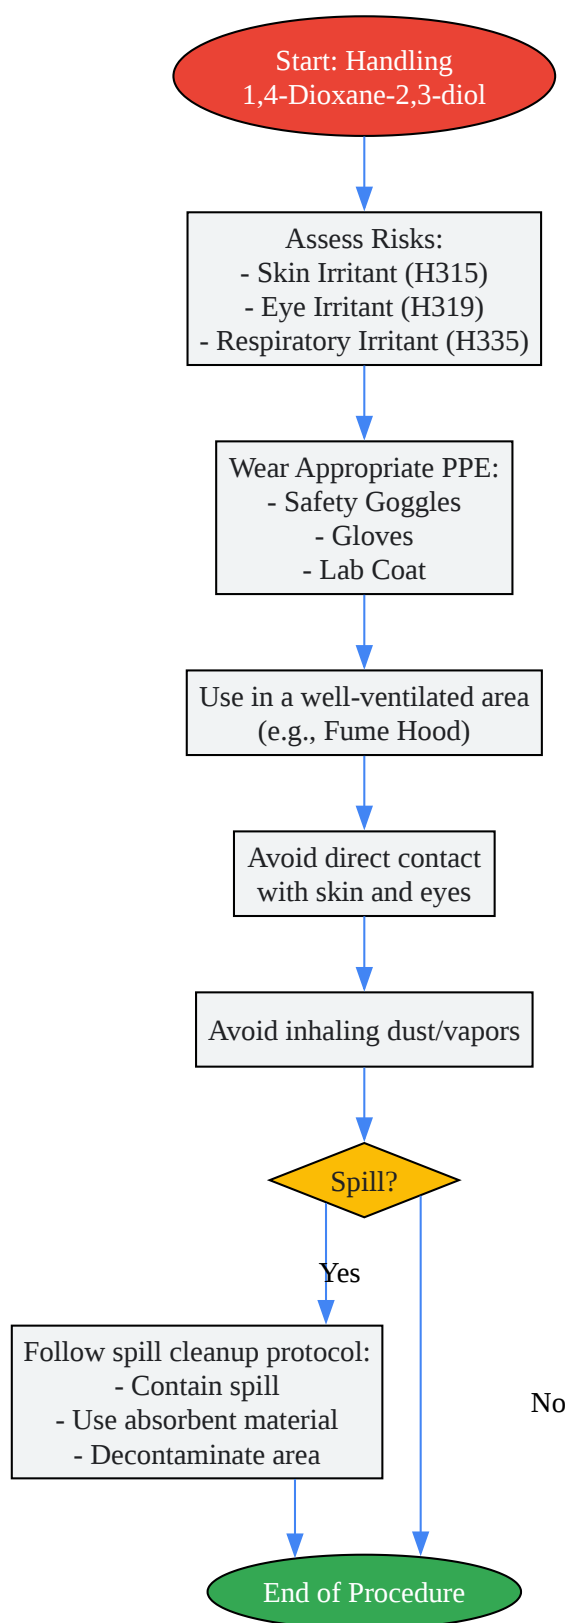 Start: Handling
1,4-Dioxane-2,3-diol
Assess Risks:
- Skin Irritant (H315)
- Eye Irritant (H319)
- Respiratory Irritant (H335)
Wear Appropriate PPE:
- Safety Goggles
- Gloves
- Lab Coat
Use in a well-ventilated area
(e.g., Fume Hood)
Avoid direct contact
with skin and eyes
Avoid inhaling dust/vapors
Spill?
Yes
Follow spill cleanup protocol:
- Contain spill
- Use absorbent material
- Decontaminate area
No
End of Procedure